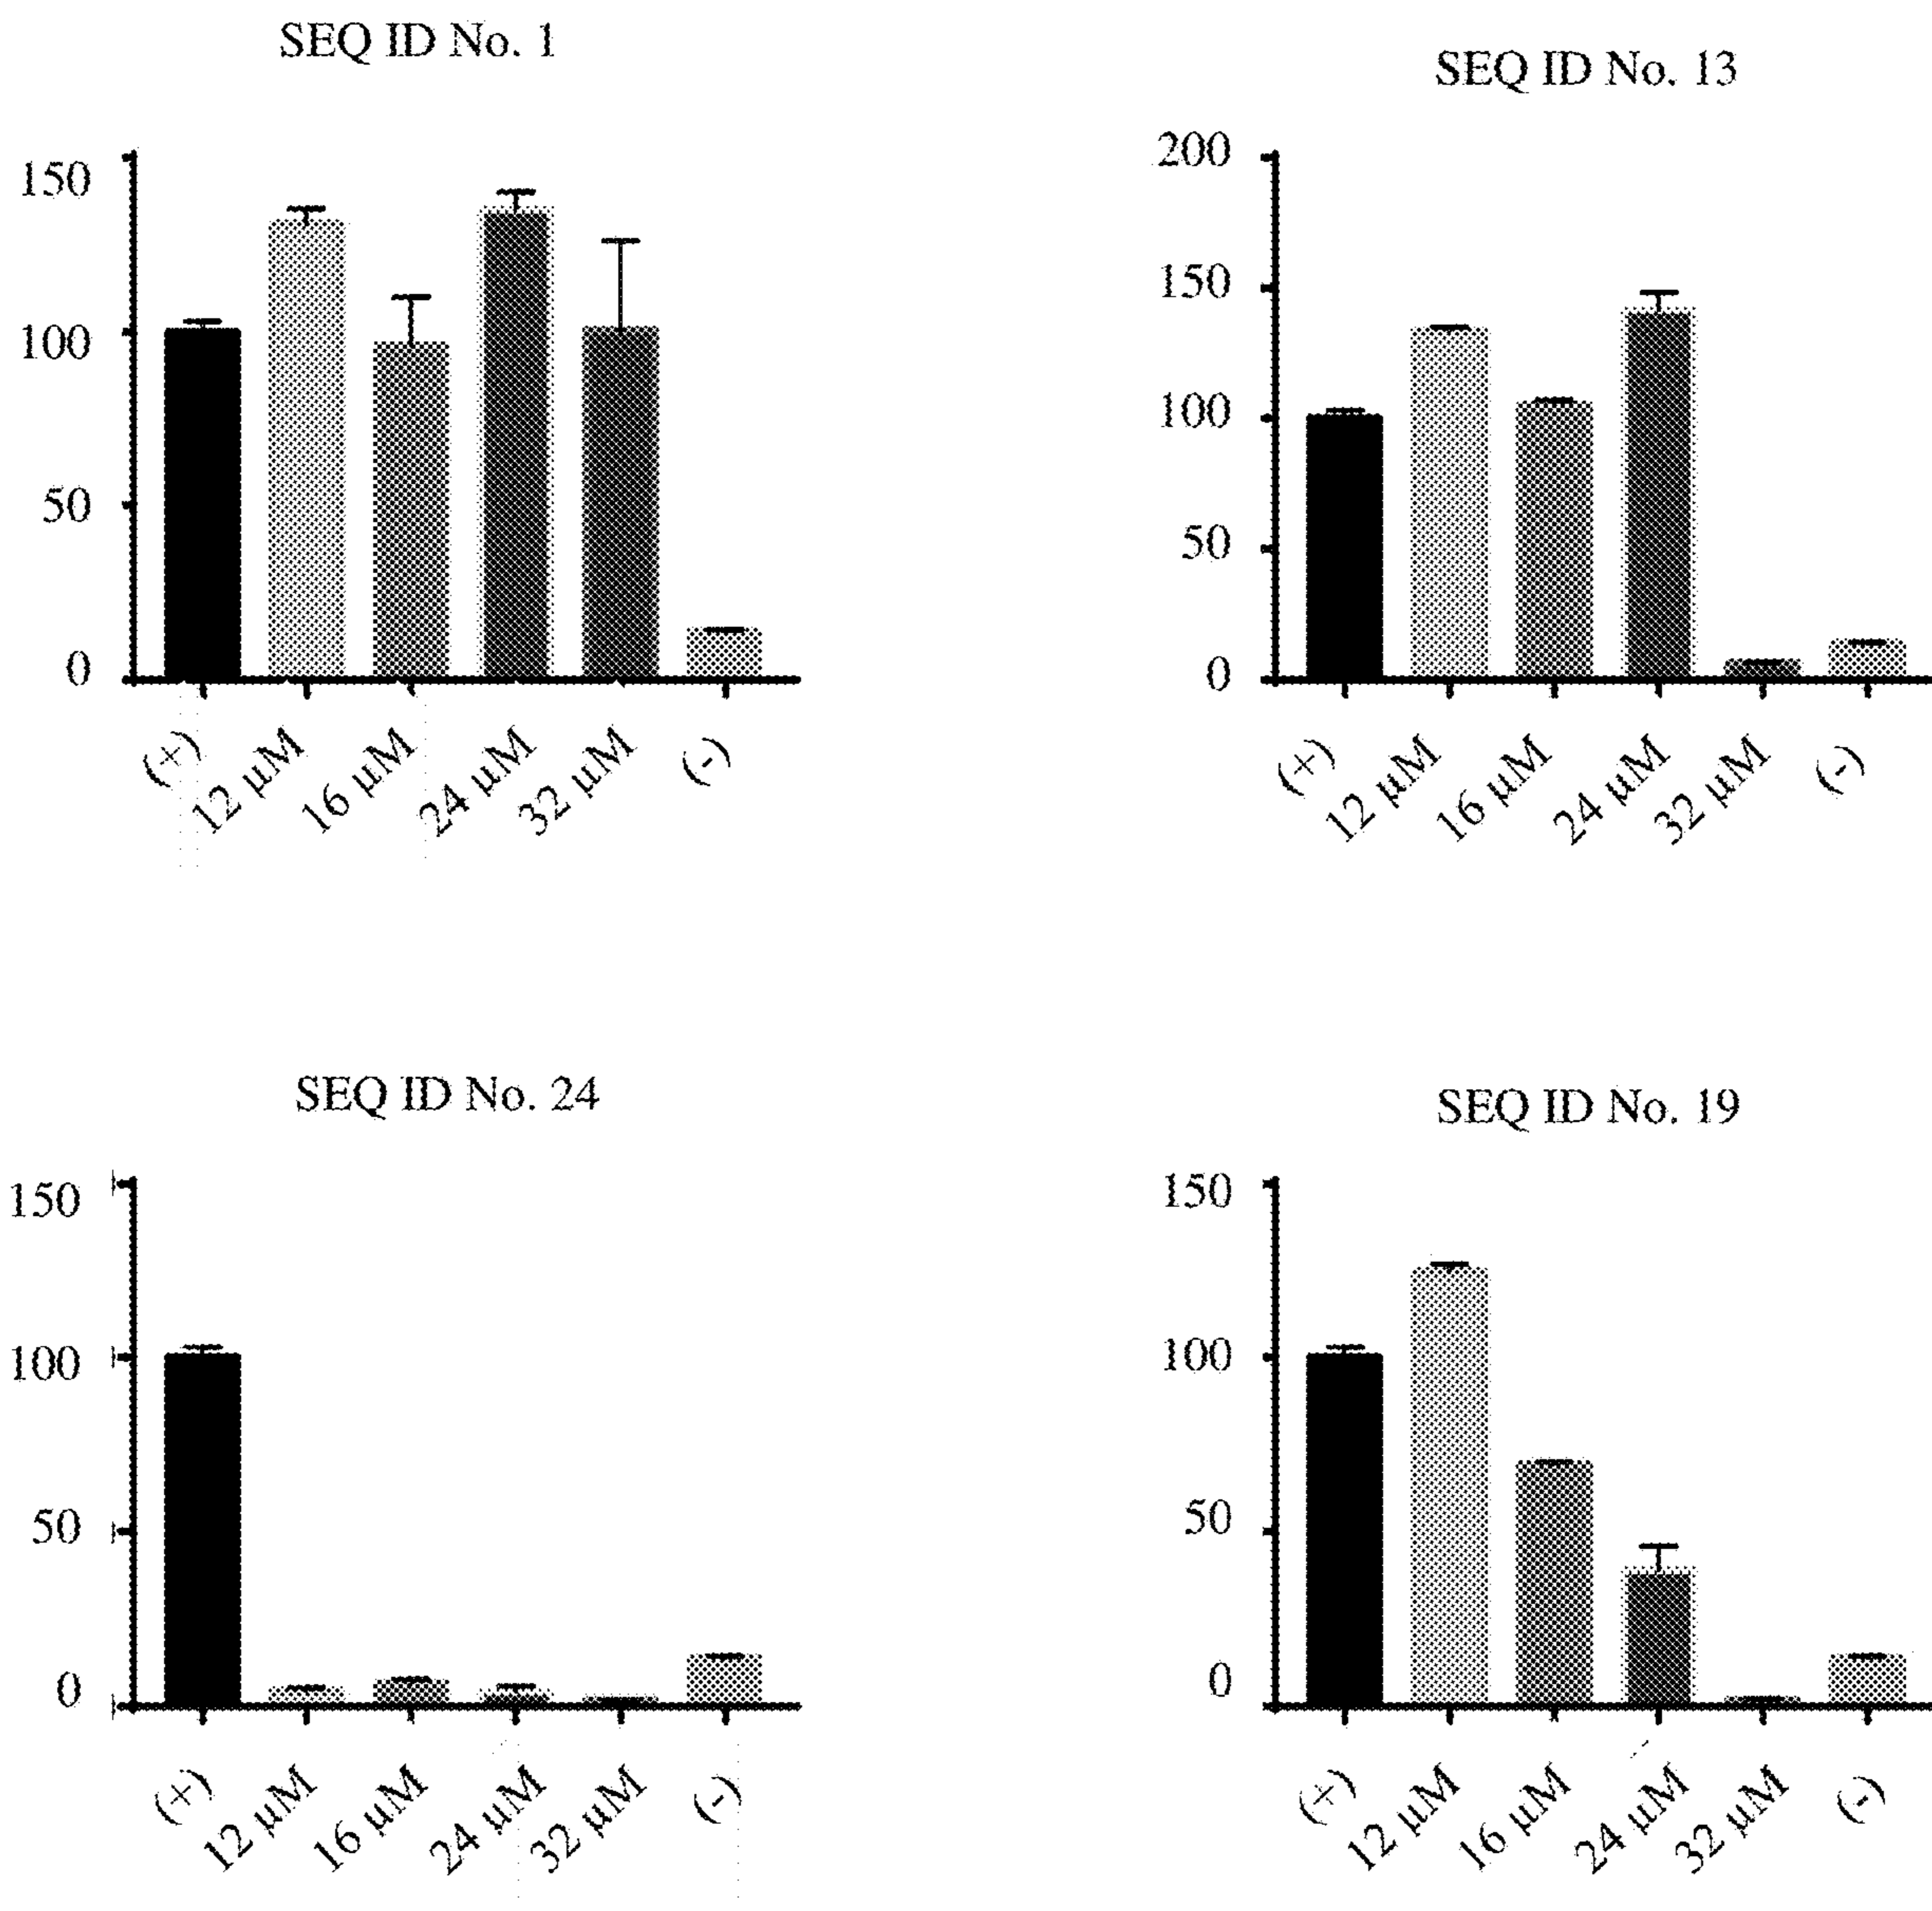 SEQ ID No. 1
150
100
50
0
(+)
12 µM
16 µM
24 µM
32 µM
(-)
SEQ ID No. 13
200
150
100
50
0
(+)
12 µM
16 µM
24 µM
32 µM
(-)
SEQ ID No. 24
150
100
50
0
(+)
12 µM
16 µM
24 µM
32 µM
(-)
SEQ ID No. 19
150
100
50
0
(+)
12 µM
16 µM
24 µM
32 µM
(-)